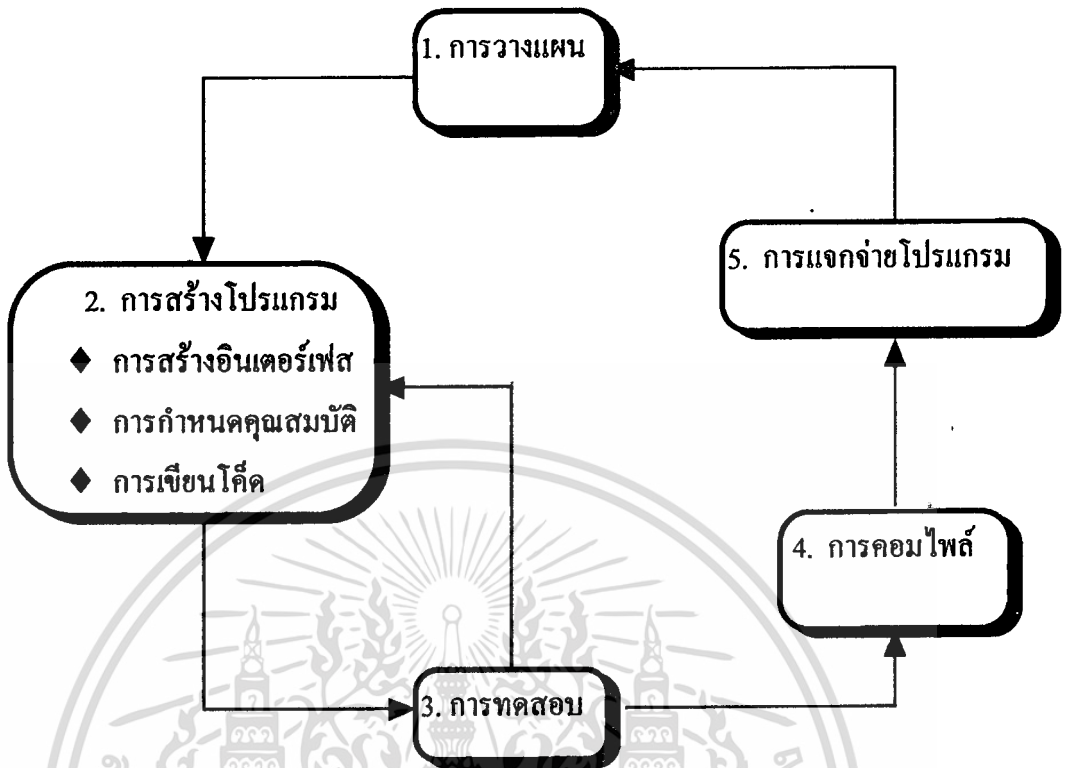 1. การวางแผน
2. การสร้างโปรแกรม
◆ การสร้างอินเตอร์เฟส
◆ การกำหนดคุณสมบัติ
◆ การเขียนโค็ด
3. การทดสอบ
4. การคอมไพล์
5. การแจกจ่ายโปรแกรม